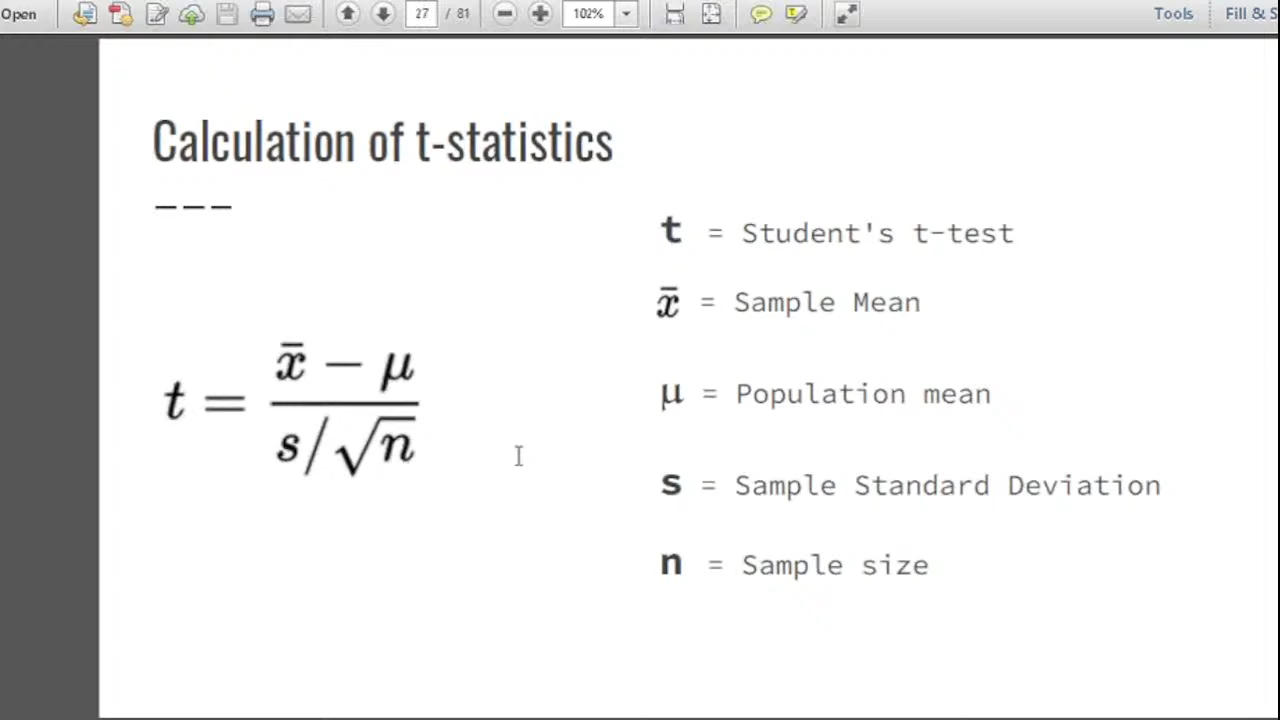 Open 27 / 81 102% Tools Fill & S
Calculation of t-statistics
---
t = Student's t-test
x̄ = Sample Mean
t = x̄ − μ / s/√n
μ = Population mean
s = Sample Standard Deviation
n = Sample size